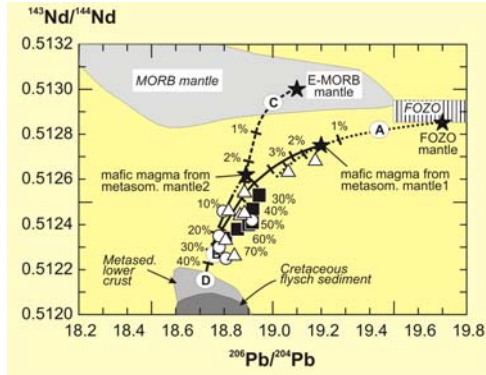 ¹⁴³Nd/¹⁴⁴Nd
0.5132
0.5130
0.5128
0.5126
0.5124
0.5122
0.5120
MORB mantle
E-MORB
mantle
C
FOZO
A
FOZO
mantle
1%
2%
3%
2%
1%
mafic magma from
metasom. mantle2
mafic magma from
metasom. mantle1
10%
20%
30%
40%
30%
40%
50%
60%
70%
B
D
Metased.
lower
crust
Cretaceous
flysch sediment
18.2
18.4
18.6
18.8
19.0
19.2
19.4
19.6
19.8
²⁰⁶Pb/²⁰⁴Pb